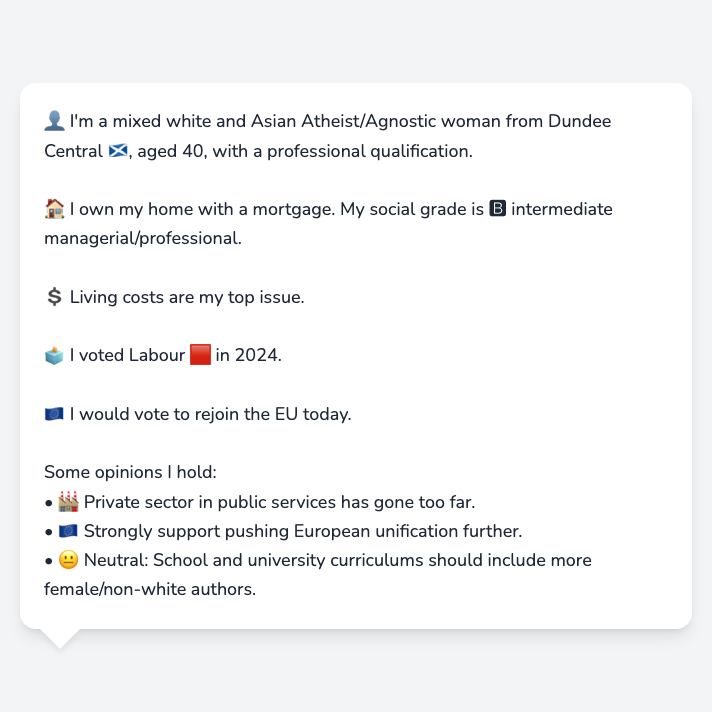 👤 I'm a mixed white and Asian Atheist/Agnostic woman from Dundee
Central 🏴󠁧󠁢󠁳󠁣󠁴󠁿, aged 40, with a professional qualification.
🏠 I own my home with a mortgage. My social grade is 🅱 intermediate
managerial/professional.
💲 Living costs are my top issue.
🗳️ I voted Labour 🟥 in 2024.
🇪🇺 I would vote to rejoin the EU today.
Some opinions I hold:
• 🏭 Private sector in public services has gone too far.
• 🇪🇺 Strongly support pushing European unification further.
• 😐 Neutral: School and university curriculums should include more
female/non-white authors.